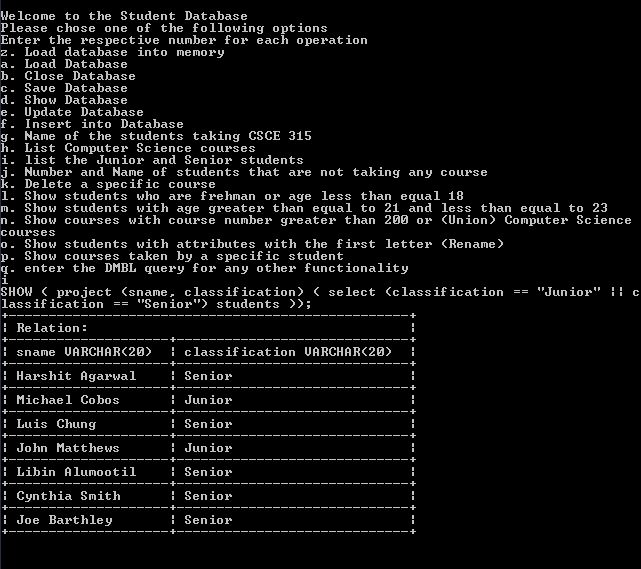 Welcome to the Student Database
Please chose one of the following options
Enter the respective number for each operation
z. Load database into memory
a. Load Database
b. Close Database
c. Save Database
d. Show Database
e. Update Database
f. Insert into Database
g. Name of the students taking CSCE 315
h. List Computer Science courses
i. list the Junior and Senior students
j. Number and Name of students that are not taking any course
k. Delete a specific course
l. Show students who are frehman or age less than equal 18
m. Show students with age greater than equal to 21 and less than equal to 23
n. Show courses with course number greater than 200 or (Union) Computer Science
courses
o. Show students with attributes with the first letter (Rename)
p. Show courses taken by a specific student
q. enter the DMBL query for any other functionality
i
SHOW ( project (sname, classification) ( select (classification == "Junior" || c
lassification == "Senior") students ));
Relation:
sname VARCHAR(20) | classification VARCHAR(20)
Harshit Agarwal | Senior
Michael Cobos | Junior
Luis Chung | Senior
John Matthews | Junior
Libin Alumootil | Senior
Cynthia Smith | Senior
Joe Barthley | Senior